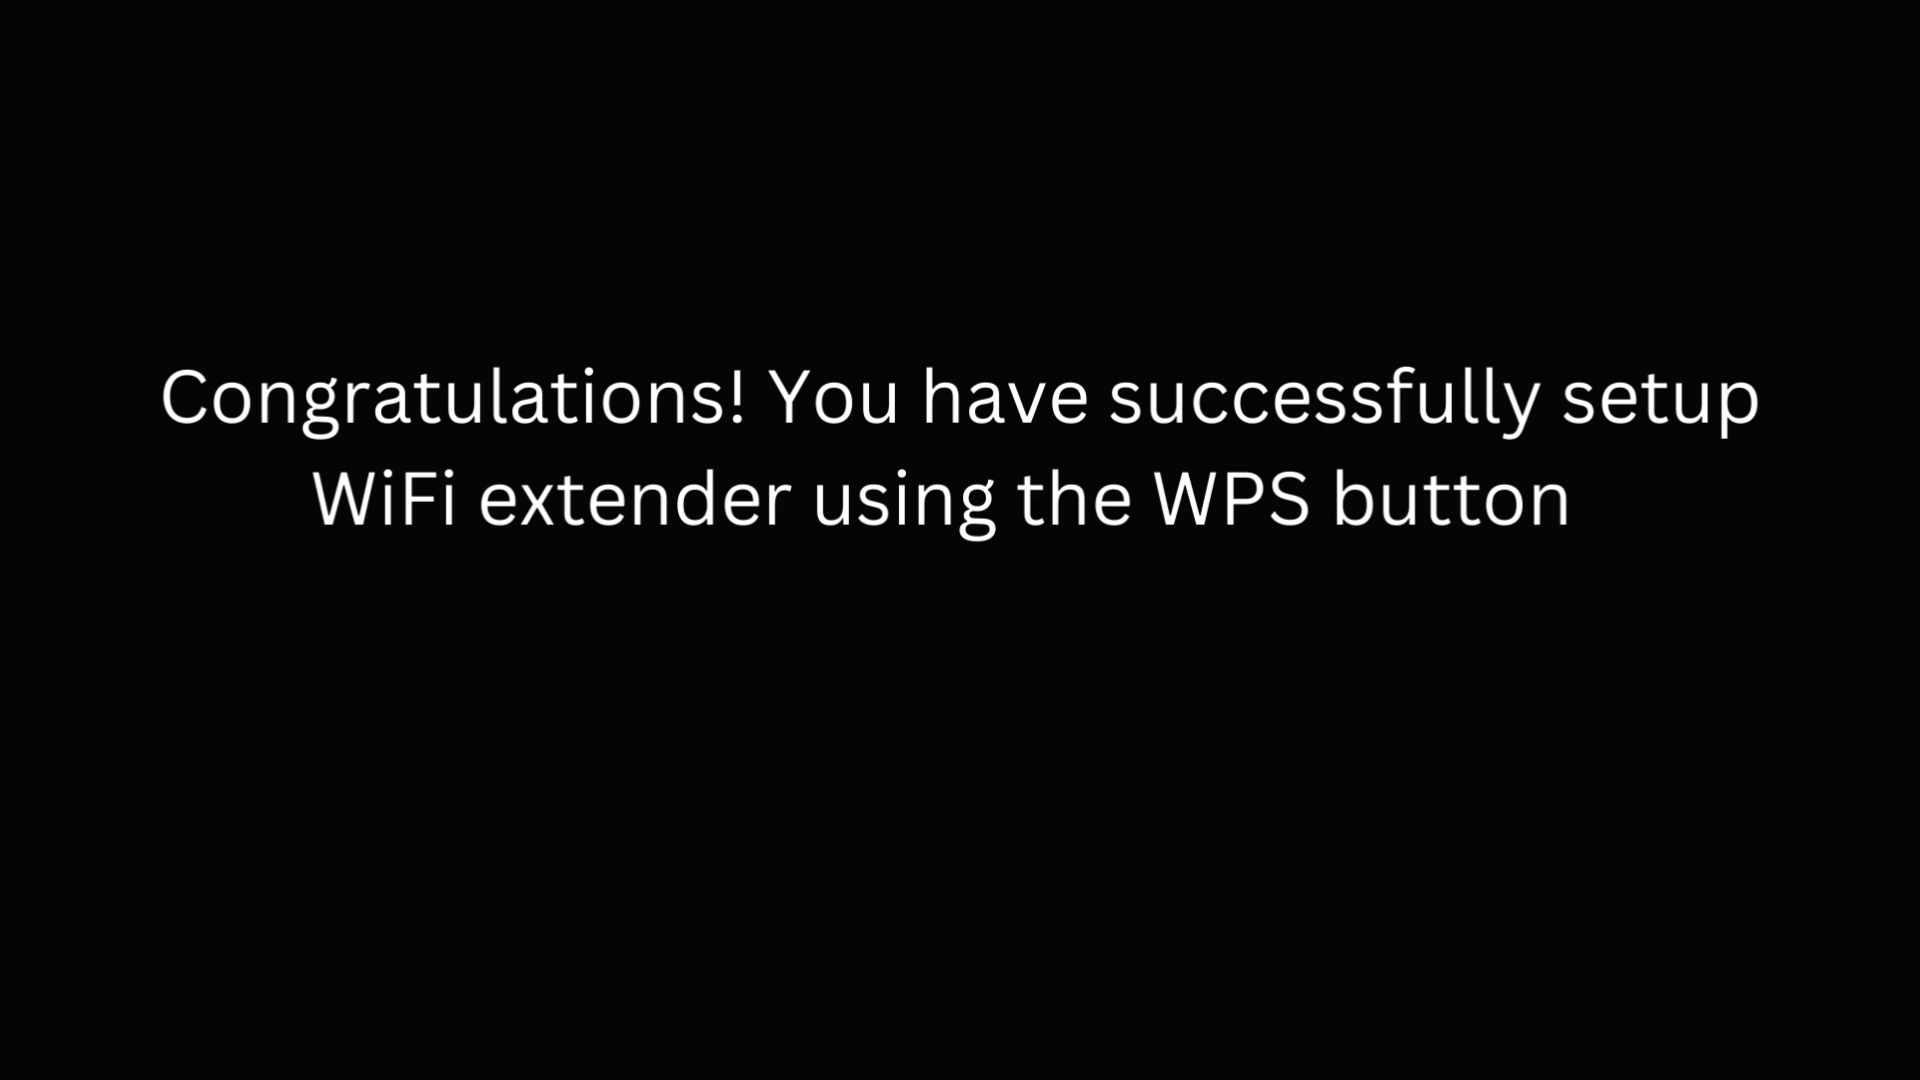 Congratulations! You have successfully setup
WiFi extender using the WPS button